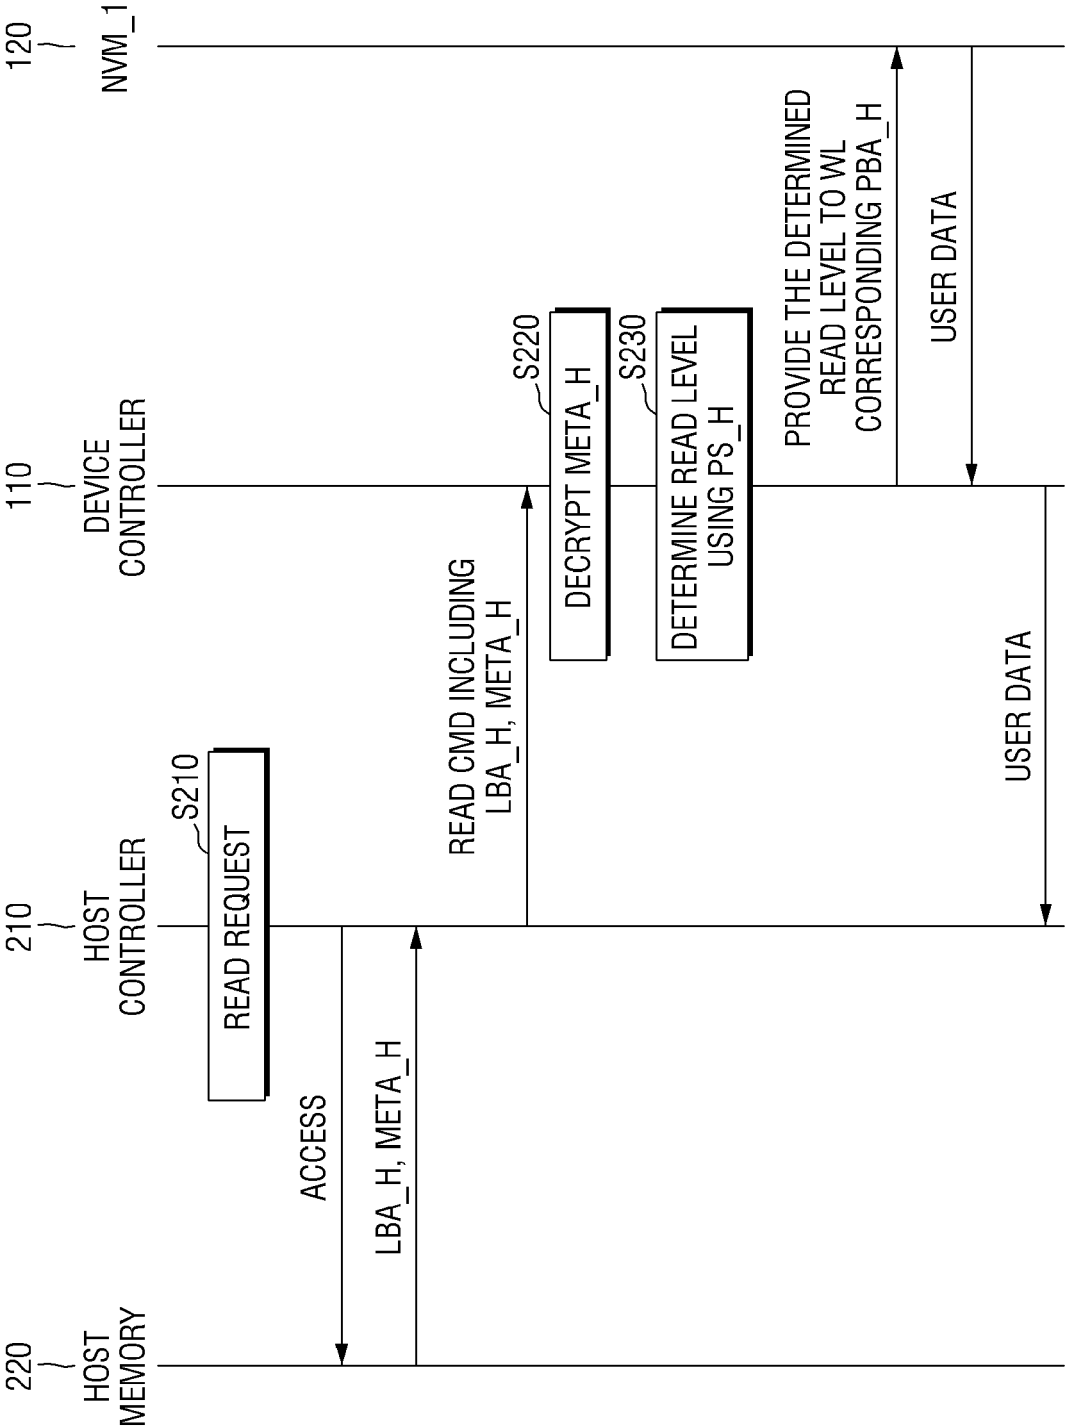 220
HOST
MEMORY
210
HOST
CONTROLLER
110
DEVICE
CONTROLLER
120
NVM_1
S210
READ REQUEST
ACCESS
LBA_H, META_H
READ CMD INCLUDING
LBA_H, META_H
S220
DECRYPT META_H
S230
DETERMINE READ LEVEL
USING PS_H
PROVIDE THE DETERMINED
READ LEVEL TO WL
CORRESPONDING PBA_H
USER DATA
USER DATA